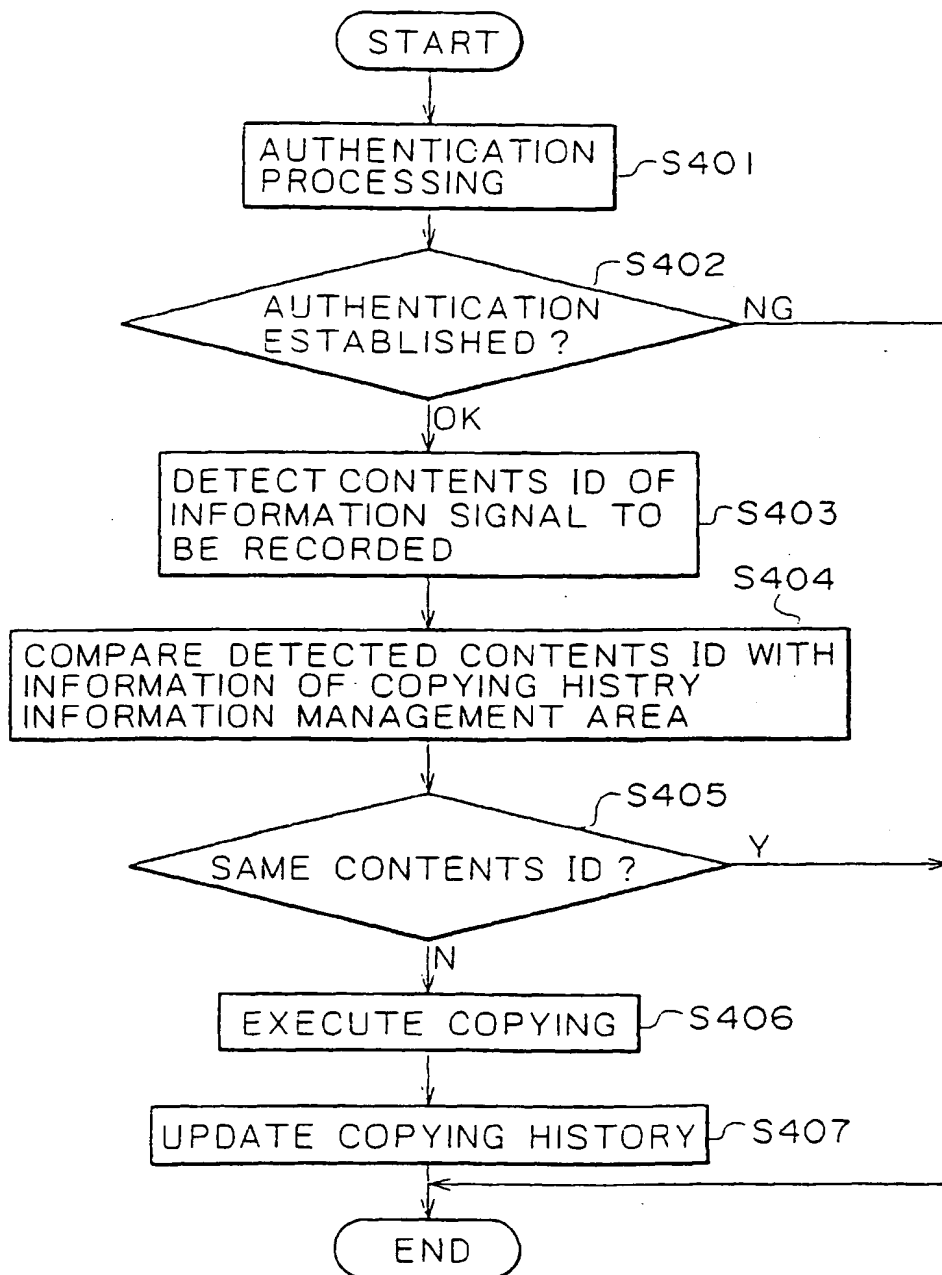 START
AUTHENTICATION
PROCESSING
S401
S402
AUTHENTICATION
ESTABLISHED ?
NG
OK
DETECT CONTENTS ID OF
INFORMATION SIGNAL TO
BE RECORDED
S403
S404
COMPARE DETECTED CONTENTS ID WITH
INFORMATION OF COPYING HISTRY
INFORMATION MANAGEMENT AREA
S405
SAME CONTENTS ID ?
Y
N
EXECUTE COPYING
S406
UPDATE COPYING HISTORY
S407
END